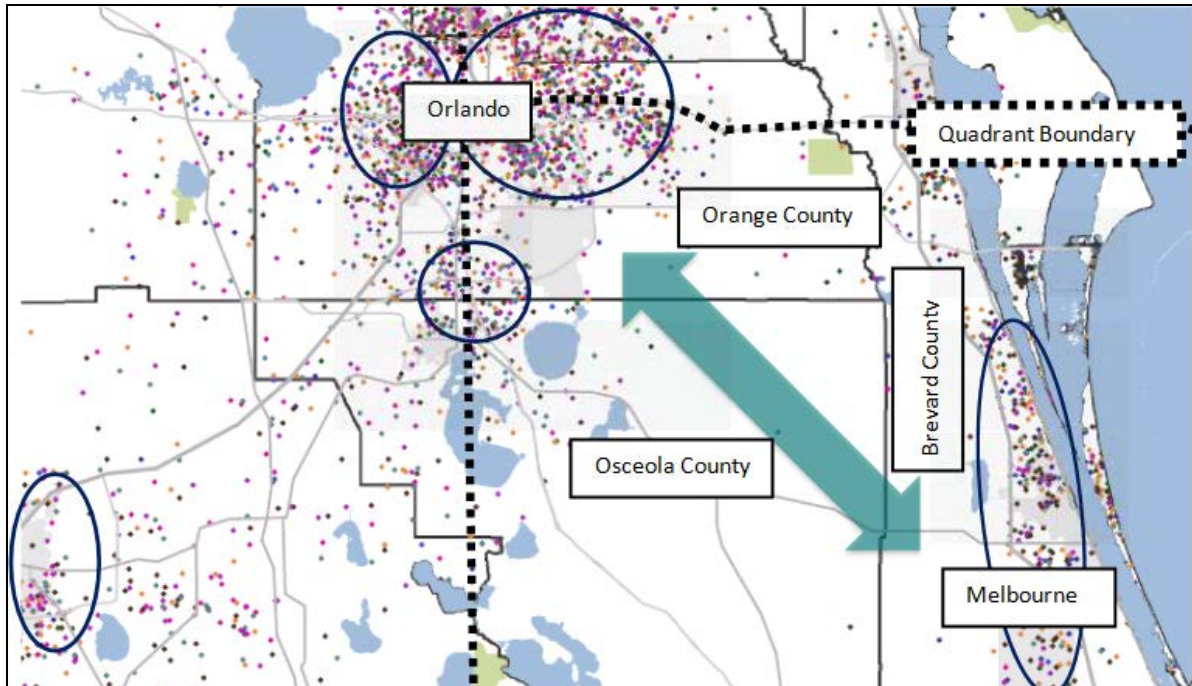 Orlando
Quadrant Boundary
Orange County
Brevard County
Osceola County
Melbourne